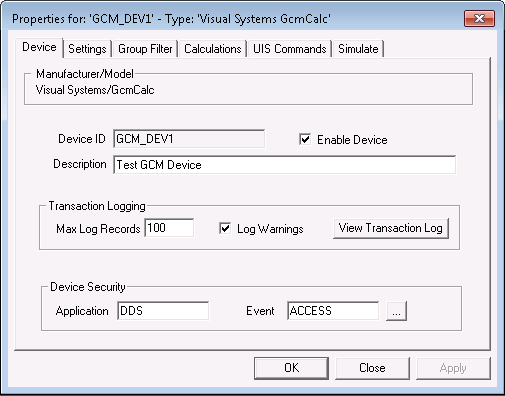 Properties for: 'GCM_DEV1' - Type: 'Visual Systems GcmCalc'
Device Settings Group Filter Calculations UIS Commands Simulate
Manufacturer/Model
Visual Systems/GcmCalc
Device ID GCM_DEV1 Enable Device
Description Test GCM Device
Transaction Logging
Max Log Records 100 Log Warnings View Transaction Log
Device Security
Application DDS Event ACCESS ...
OK Close Apply